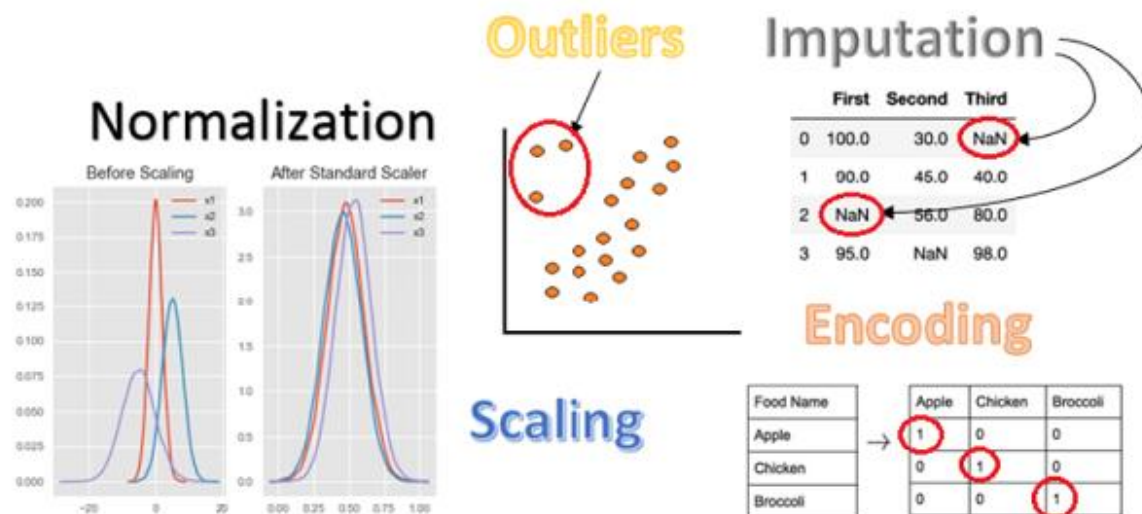 Outliers
Imputation
Normalization
Before Scaling
After Standard Scaler
x1
x2
x3
0.200
0.175
0.150
0.125
0.100
0.075
0.050
0.025
0.000
-20
0
20
x1
x2
x3
3.0
2.5
2.0
1.5
1.0
0.5
0.0
0.00
0.25
0.50
0.75
1.00
First Second Third
0 100.0 30.0 NaN
1 90.0 45.0 40.0
2 NaN 56.0 80.0
3 95.0 NaN 98.0
Scaling
Encoding
Food Name
Apple
Chicken
Broccoli
→
Apple Chicken Broccoli
1 0 0
0 1 0
0 0 1